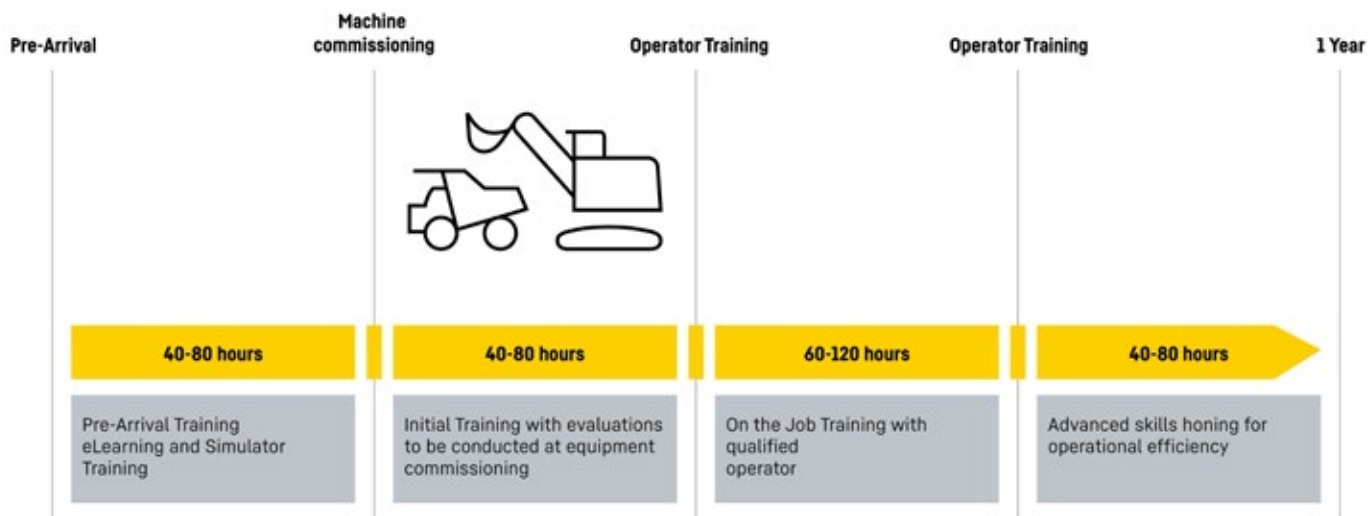 Pre-Arrival
Machine
commissioning
Operator Training
Operator Training
1 Year
40-80 hours
40-80 hours
60-120 hours
40-80 hours
Pre-Arrival Training
eLearning and Simulator
Training
Initial Training with evaluations
to be conducted at equipment
commissioning
On the Job Training with
qualified
operator
Advanced skills honing for
operational efficiency